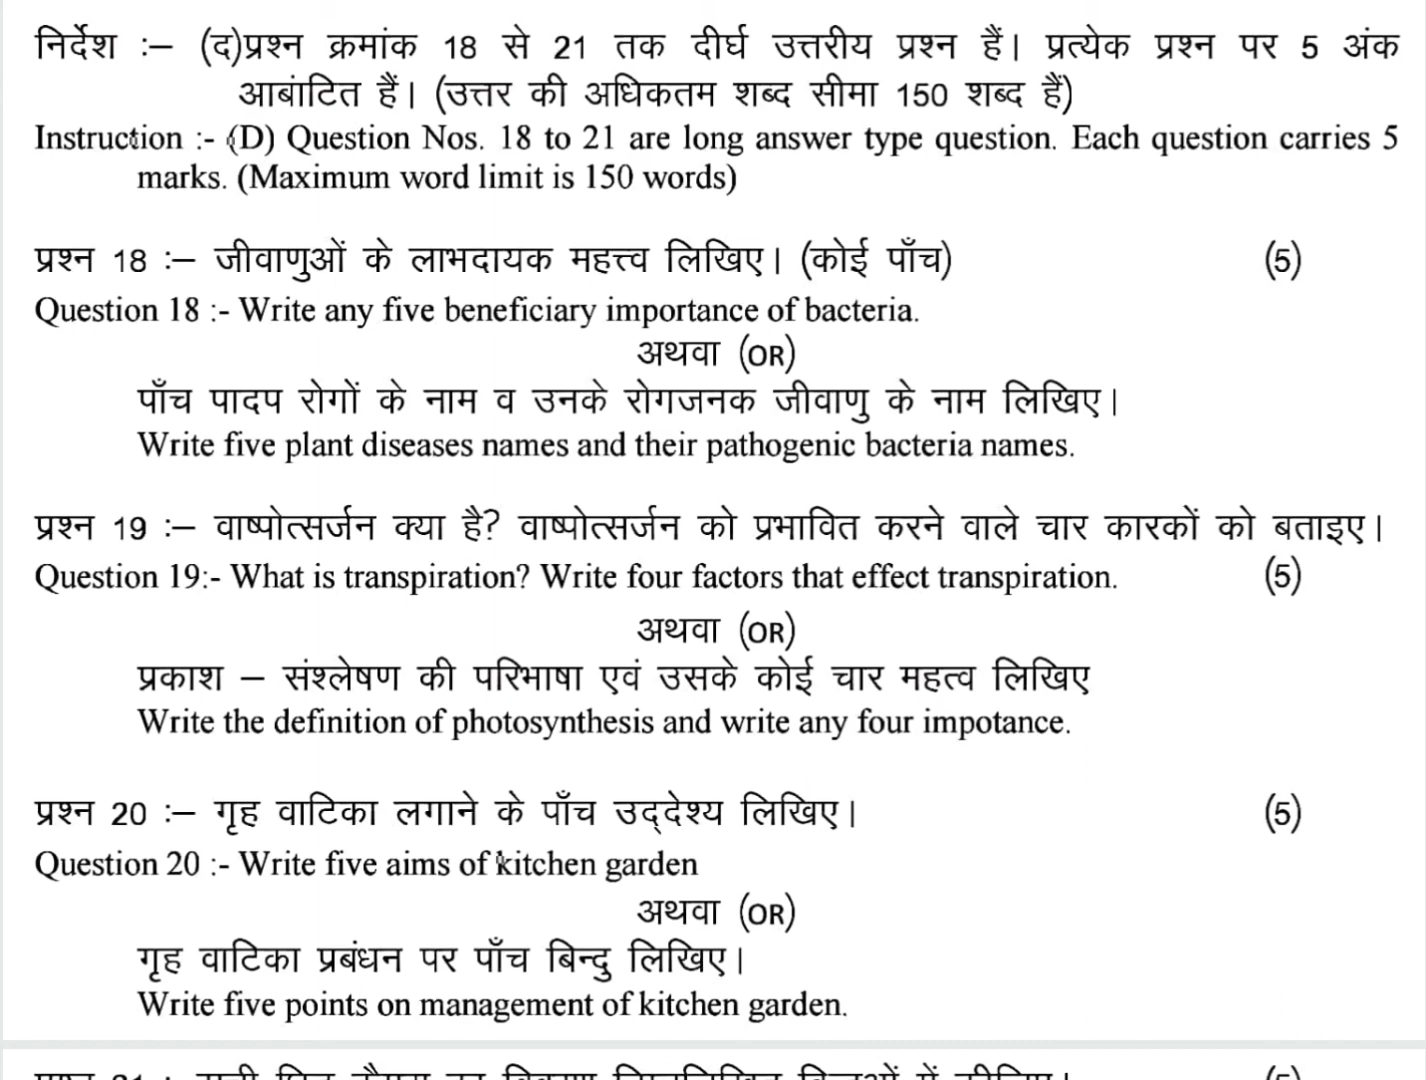 निर्देश :– (द)प्रश्न क्रमांक 18 से 21 तक दीर्घ उत्तरीय प्रश्न हैं। प्रत्येक प्रश्न पर 5 अंक
आबांटित हैं। (उत्तर की अधिकतम शब्द सीमा 150 शब्द हैं)
Instruction :- (D) Question Nos. 18 to 21 are long answer type question. Each question carries 5
marks. (Maximum word limit is 150 words)
प्रश्न 18 :– जीवाणुओं के लाभदायक महत्त्व लिखिए। (कोई पाँच) (5)
Question 18 :- Write any five beneficiary importance of bacteria.
अथवा (OR)
पाँच पादप रोगों के नाम व उनके रोगजनक जीवाणु के नाम लिखिए।
Write five plant diseases names and their pathogenic bacteria names.
प्रश्न 19 :– वाष्पोत्सर्जन क्या है? वाष्पोत्सर्जन को प्रभावित करने वाले चार कारकों को बताइए।
Question 19:- What is transpiration? Write four factors that effect transpiration. (5)
अथवा (OR)
प्रकाश – संश्लेषण की परिभाषा एवं उसके कोई चार महत्व लिखिए
Write the definition of photosynthesis and write any four impotance.
प्रश्न 20 :– गृह वाटिका लगाने के पाँच उद्देश्य लिखिए। (5)
Question 20 :- Write five aims of kitchen garden
अथवा (OR)
गृह वाटिका प्रबंधन पर पाँच बिन्दु लिखिए।
Write five points on management of kitchen garden.